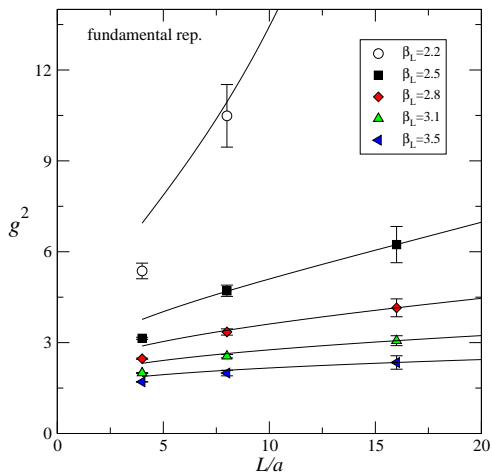 fundamental rep.
β_L=2.2
β_L=2.5
β_L=2.8
β_L=3.1
β_L=3.5
12
9
6
3
0
g²
0 5 10 15 20
L/a